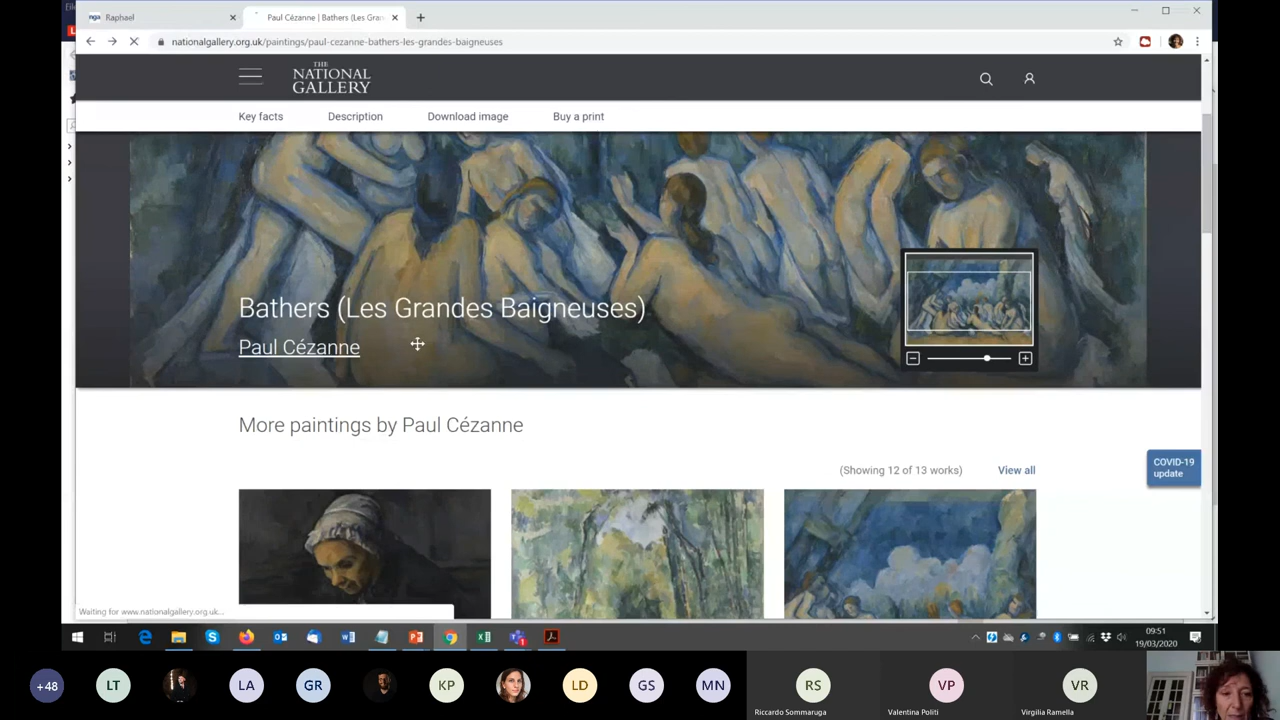 File
nga Raphael
Paul Cézanne | Bathers (Les Gran
nationalgallery.org.uk/paintings/paul-cezanne-bathers-les-grandes-baigneuses
THE
NATIONAL
GALLERY
Key facts Description Download image Buy a print
Bathers (Les Grandes Baigneuses)
Paul Cézanne
More paintings by Paul Cézanne
(Showing 12 of 13 works) View all
COVID-19
update
Waiting for www.nationalgallery.org.uk...
09:51
19/03/2020
+48 LT LA GR KP LD GS MN RS VP VR
Riccardo Sommaruga Valentina Politi Virgilia Ramella